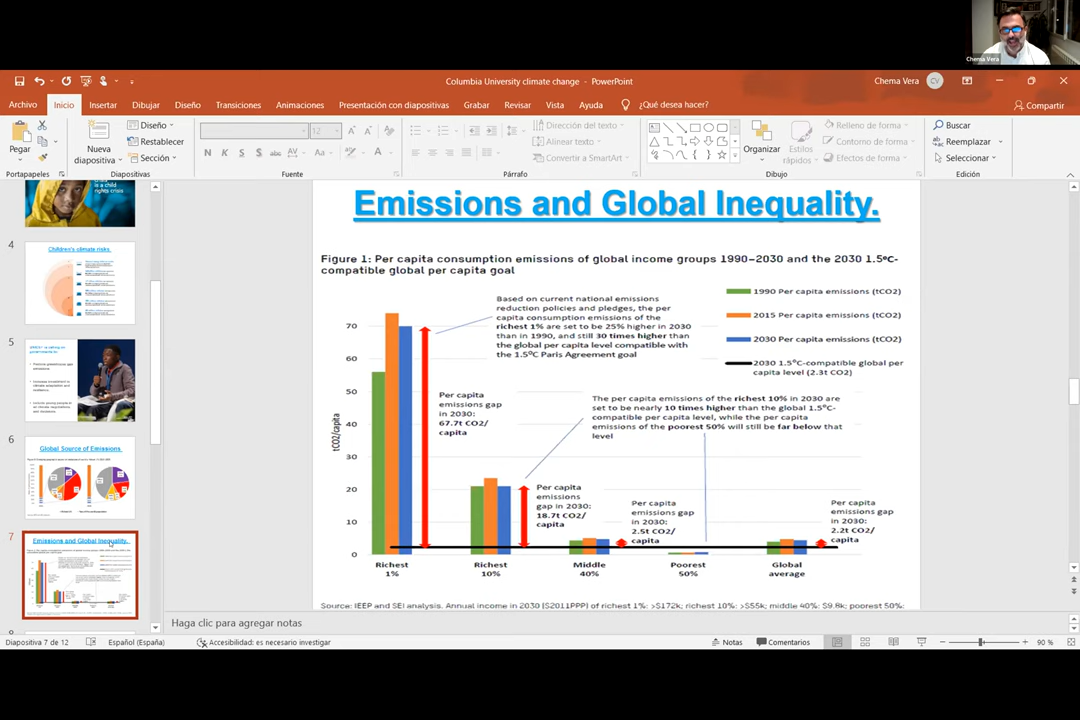 Chema Vera
Columbia University climate change - PowerPoint
Chema Vera
CV
Archivo
Inicio
Insertar
Dibujar
Diseño
Transiciones
Animaciones
Presentación con diapositivas
Grabar
Revisar
Vista
Ayuda
¿Qué desea hacer?
Compartir
Pegar
Nueva
diapositiva
Diseño
Restablecer
Sección
12
N K S S abc AV Aa A
Dirección del texto
Alinear texto
Convertir a SmartArt
Organizar
Estilos
rápidos
Relleno de forma
Contorno de forma
Efectos de forma
Buscar
Reemplazar
Seleccionar
Portapapeles
Diapositivas
Fuente
Párrafo
Dibujo
Edición
is a child
rights crisis
4
Children's climate risks
5
6
Global Source of Emissions
7
Emissions and Global Inequality.
8
Emissions and Global Inequality.
Figure 1: Per capita consumption emissions of global income groups 1990–2030 and the 2030 1.5ºC-
compatible global per capita goal
Based on current national emissions
reduction policies and pledges, the per
capita consumption emissions of the
richest 1% are set to be 25% higher in 2030
than in 1990, and still 30 times higher than
the global per capita level compatible with
the 1.5ºC Paris Agreement goal
1990 Per capita emissions (tCO2)
2015 Per capita emissions (tCO2)
2030 Per capita emissions (tCO2)
2030 1.5ºC-compatible global per
capita level (2.3t CO2)
tCO2/capita
70
60
50
40
30
20
10
0
Per capita
emissions gap
in 2030:
67.7t CO2/
capita
The per capita emissions of the richest 10% in 2030 are
set to be nearly 10 times higher than the global 1.5ºC-
compatible per capita level, while the per capita
emissions of the poorest 50% will still be far below that
level
Per capita
emissions
gap in 2030:
18.7t CO2/
capita
Per capita
emissions gap
in 2030:
2.5t CO2/
capita
Per capita
emissions gap
in 2030:
2.2t CO2/
capita
Richest
1%
Richest
10%
Middle
40%
Poorest
50%
Global
average
Source: IEEP and SEI analysis. Annual income in 2030 ($2011PPP) of richest 1%: >$172k; richest 10%: >$55k; middle 40%: $9.8k; poorest 50%:
Haga clic para agregar notas
Diapositiva 7 de 12
Español (España)
Accesibilidad: es necesario investigar
Notas
Comentarios
90 %